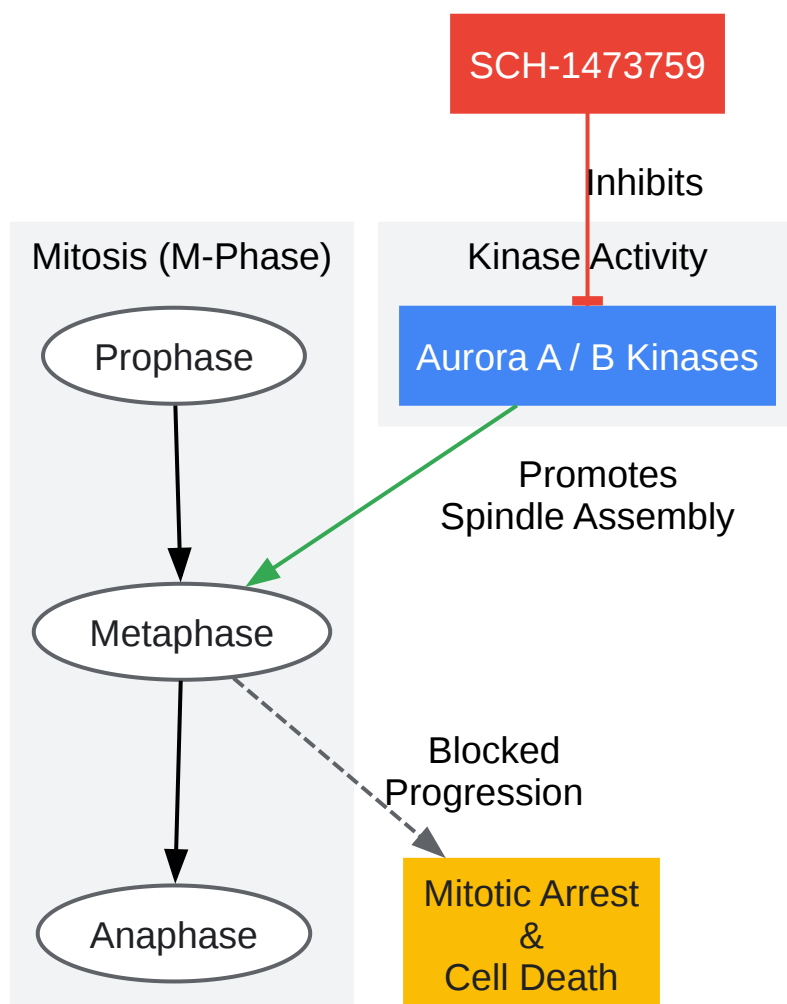 SCH-1473759
Inhibits
Mitosis (M-Phase)
Kinase Activity
Prophase
Aurora A / B Kinases
Promotes
Spindle Assembly
Metaphase
Blocked
Progression
Mitotic Arrest
&
Cell Death
Anaphase